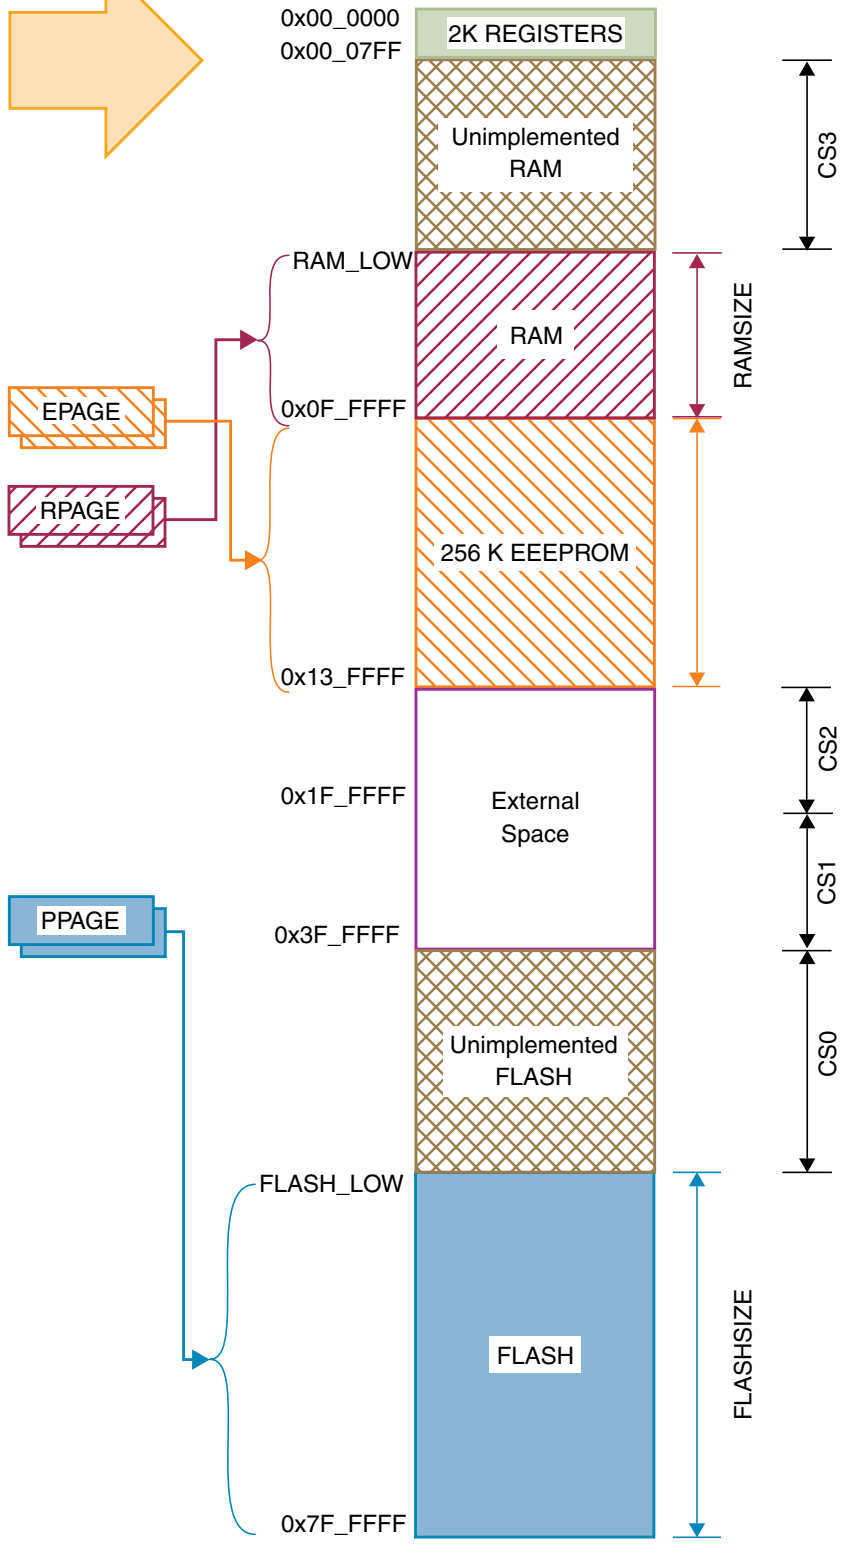 0x00_0000
2K REGISTERS
0x00_07FF
Unimplemented
RAM
CS3
RAM_LOW
RAM
RAMSIZE
0x0F_FFFF
EPAGE
RPAGE
256 K EEEPROM
0x13_FFFF
CS2
0x1F_FFFF
External
Space
CS1
PPAGE
0x3F_FFFF
Unimplemented
FLASH
CS0
FLASH_LOW
FLASH
FLASHSIZE
0x7F_FFFF